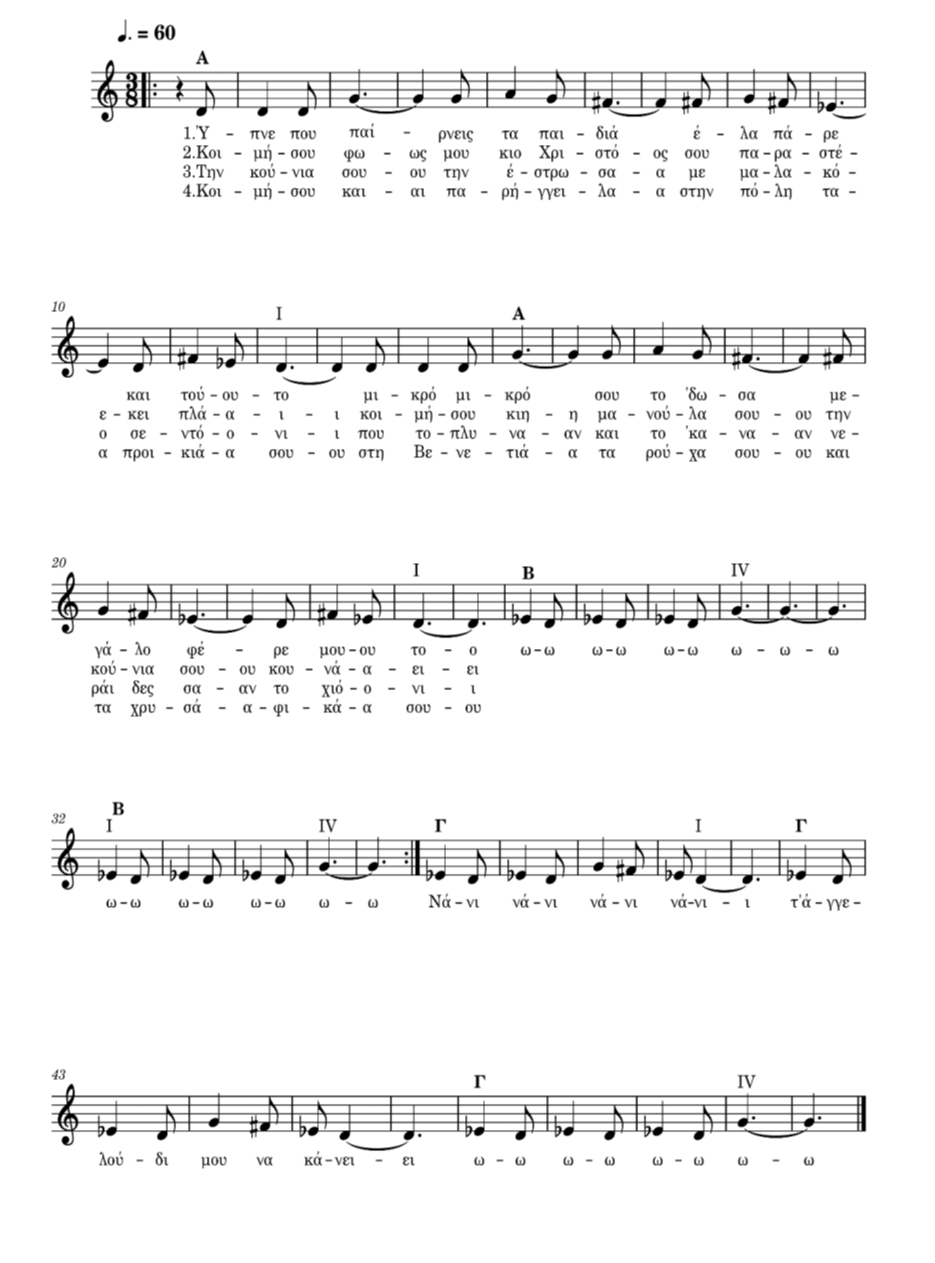 ♩. = 60
A
3
8
1.Ύ – πνε που παί – ρνεις τα παι – διά έ – λα πά – ρε
2.Κοι – μή – σου φω – ως μου κιο Χρι – στό – ος σου πα – ρα – στέ –
3.Την κού – νια σου – ου την έ – στρω – σα – α με μα – λα – κό –
4.Κοι – μή – σου και – αι πα – ρή – γγει – λα – α στην πό – λη τα –
10
I A
και τού – ου – το μι – κρό μι – κρό σου το 'δω – σα με –
ε – κει πλά – α – ι – ι κοι – μή – σου κιη – η μα – νού – λα σου – ου την
ο σε – ντό – ο – νι – ι που το – πλυ – να – αν και το 'κα – να – αν νε –
α προι – κιά – α σου – ου στη Βε – νε – τιά – α τα ρού – χα σου – ου και
20
I B IV
γά – λο φέ – ρε μου – ου το – ο ω – ω ω – ω ω – ω ω – ω – ω
κού – νια σου – ου κου – νά – α – ει – ει
ράι δες σα – αν το χιό – ο – νι – ι
τα χρυ – σά – α – φι – κά – α σου – ου
32
B
I IV Γ I Γ
ω – ω ω – ω ω – ω ω – ω Νά – νι νά – νι νά – νι νά – νι – ι τ'ά – γγε –
43
Γ IV
λού – δι μου να κά – νει – ει ω – ω ω – ω ω – ω ω – ω